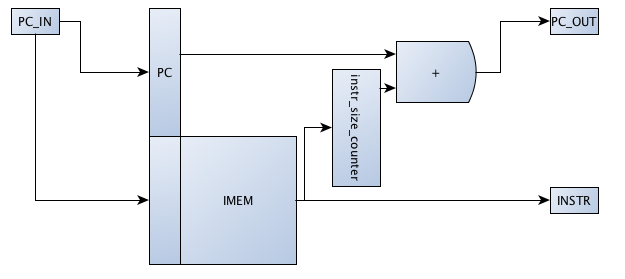 PC_IN
PC_OUT
PC
+
instr_size_counter
IMEM
INSTR